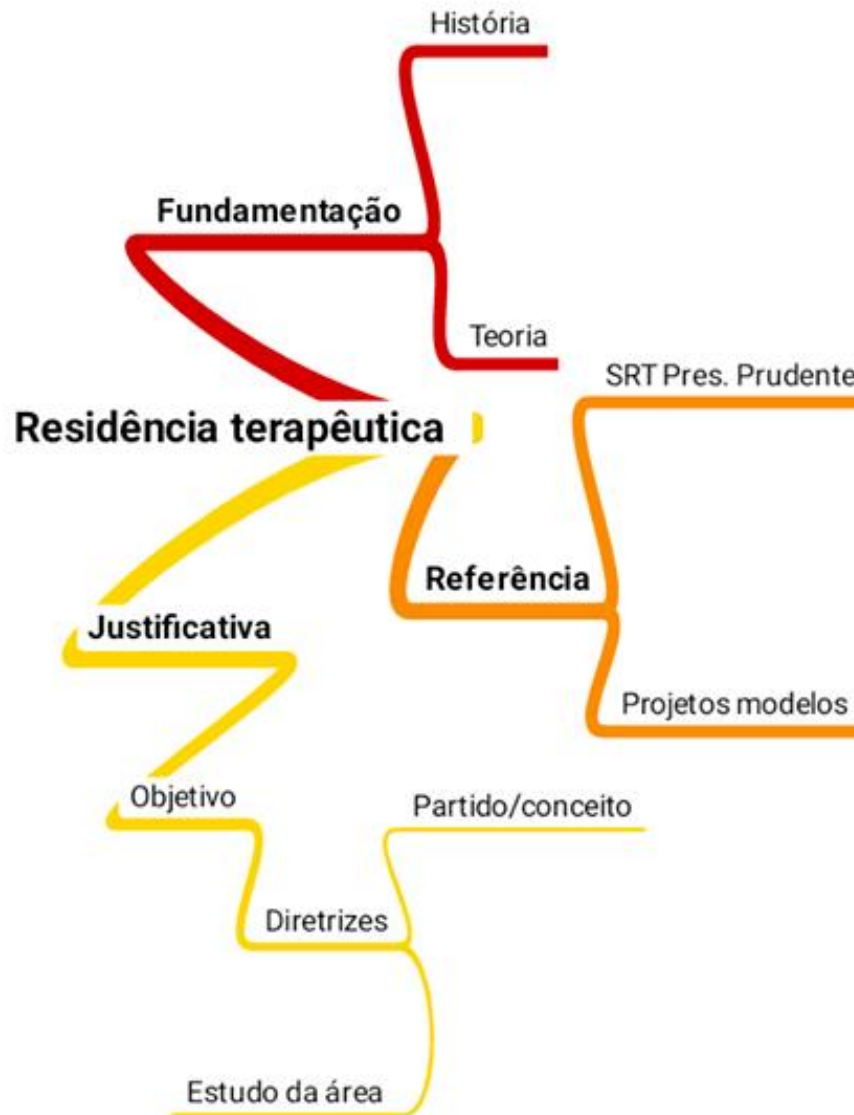 História
Fundamentação
Teoria
SRT Pres. Prudente
Residência terapêutica
Referência
Justificativa
Projetos modelos
Objetivo
Partido/conceito
Diretrizes
Estudo da área